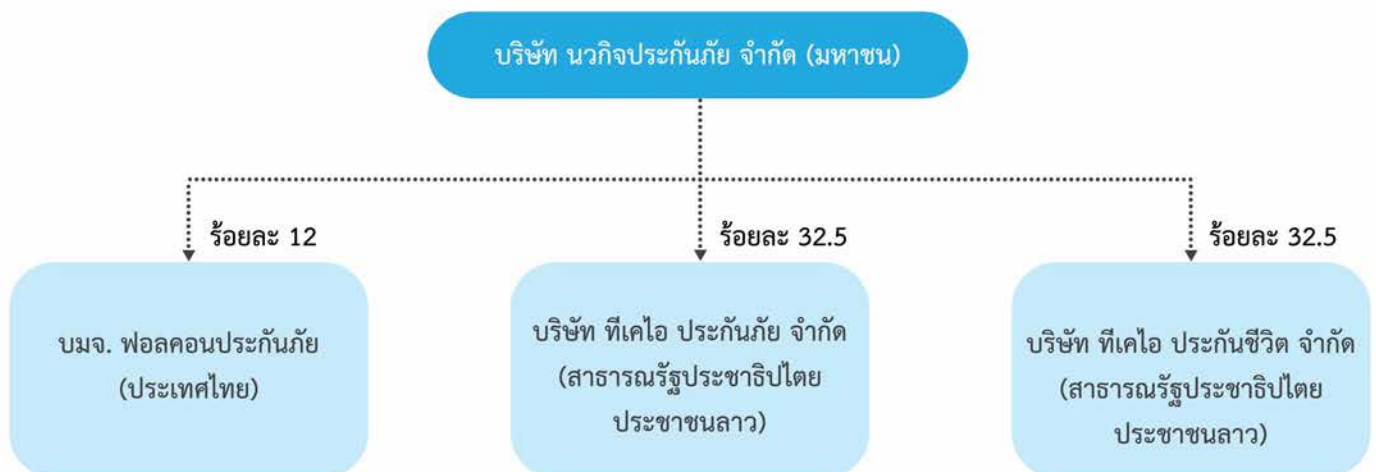 บริษัท นวกิจประกันภัย จำกัด (มหาชน)
ร้อยละ 12
ร้อยละ 32.5
ร้อยละ 32.5
บมจ. ฟอลคอนประกันภัย
(ประเทศไทย)
บริษัท ทีเคไอ ประกันภัย จำกัด
(สาธารณรัฐประชาธิปไตย
ประชาชนลาว)
บริษัท ทีเคไอ ประกันชีวิต จำกัด
(สาธารณรัฐประชาธิปไตย
ประชาชนลาว)